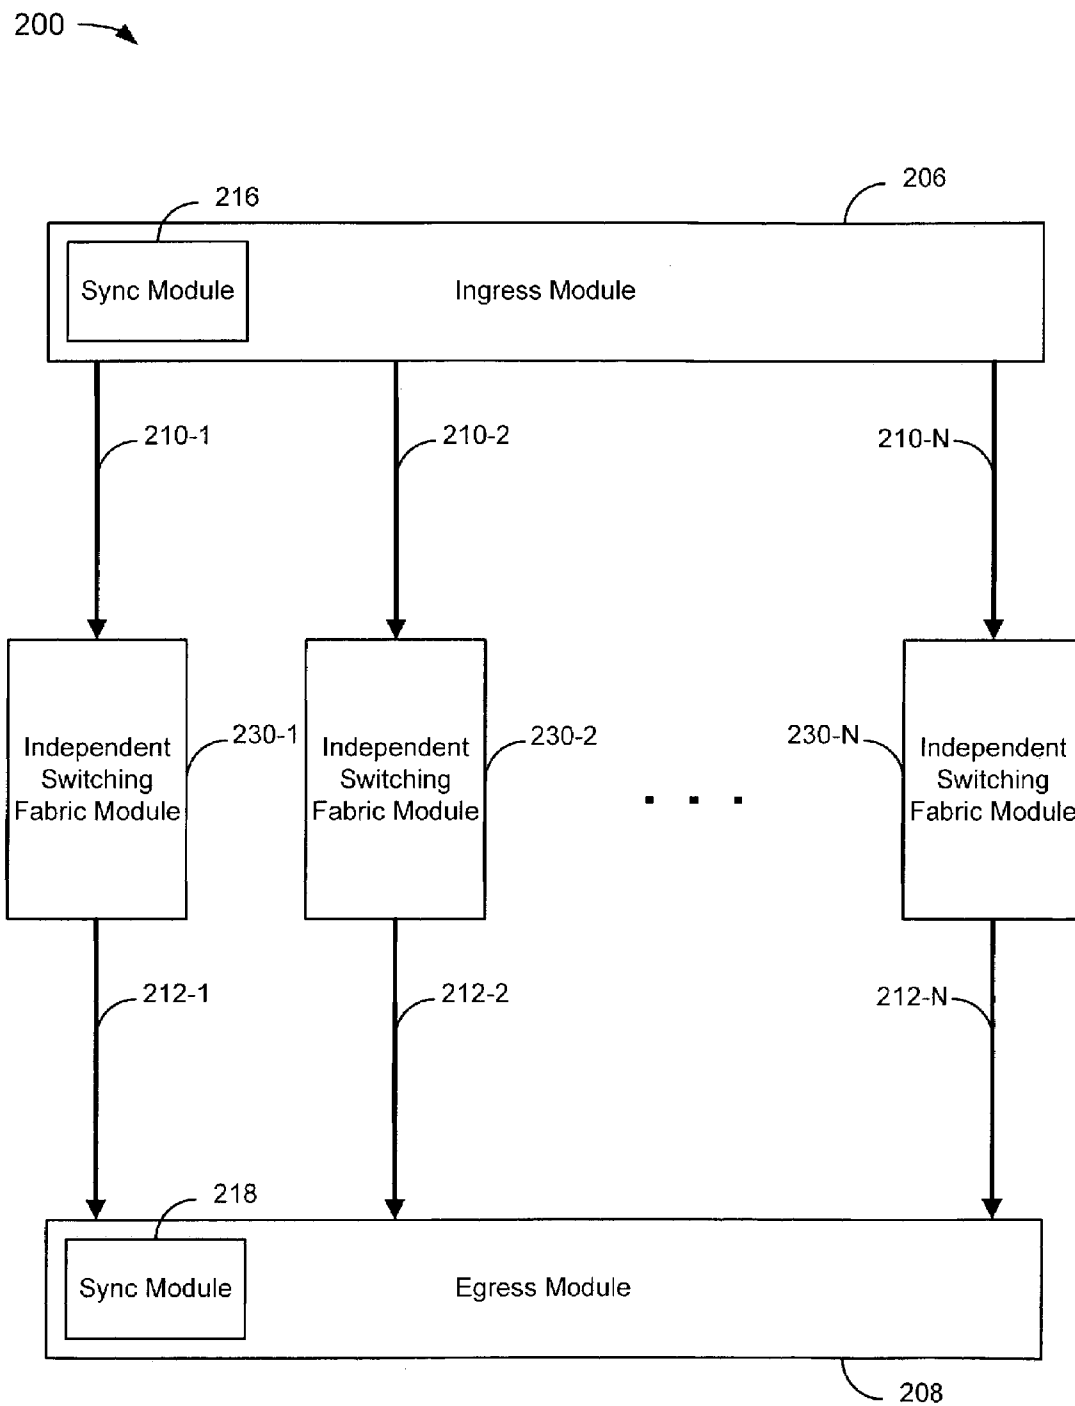 200
216
206
Sync Module
Ingress Module
210-1
210-2
210-N
Independent
Switching
Fabric Module
230-1
Independent
Switching
Fabric Module
230-2
. . .
230-N
Independent
Switching
Fabric Module
212-1
212-2
212-N
218
Sync Module
Egress Module
208